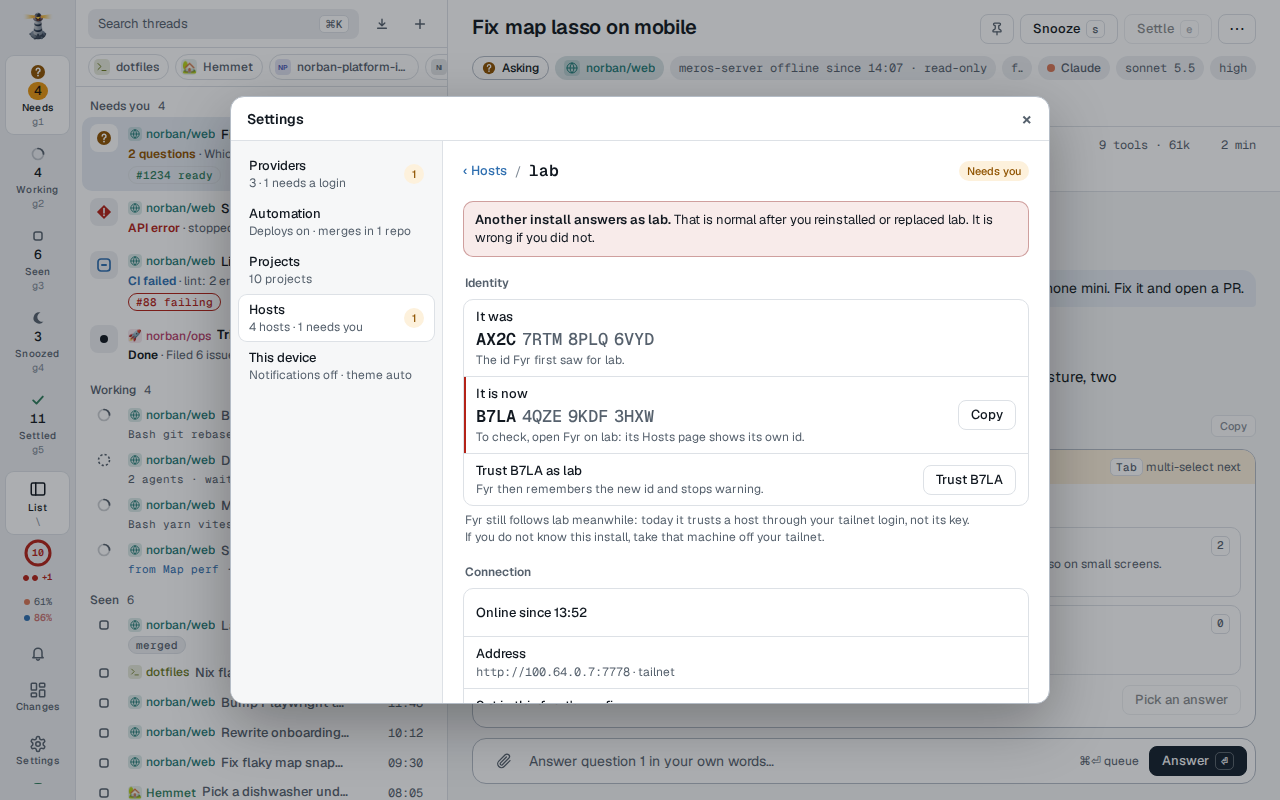 Search threads ⌘K
dotfiles Hemmet NP norban-platform-i...
4
Needs
g1
4
Working
g2
6
Seen
g3
3
Snoozed
g4
11
Settled
g5
List
\
10
+1
61%
86%
Changes
Settings
Needs you 4
norban/web F
2 questions · Whic
#1234 ready
norban/web S
API error · stopped
norban/web Li
CI failed · lint: 2 er
#88 failing
norban/ops Tr
Done · Filed 6 issue
Working 4
norban/web B
Bash git rebase
norban/web D
2 agents · wait
norban/web M
Bash yarn vites
norban/web S
from Map perf ·
Seen 6
norban/web L
merged
dotfiles Nix fla
norban/web
norban/web Rewrite onboarding... 10:12
norban/web Fix flaky map snap... 09:30
Hemmet Pick a dishwasher und... 08:05
Fix map lasso on mobile
Snooze s Settle e ...
Asking norban/web meros-server offline since 14:07 · read-only f.. Claude sonnet 5.5 high
9 tools · 61k 2 min
one mini. Fix it and open a PR.
sture, two
Copy
Tab multi-select next
2
so on small screens.
0
Pick an answer
Answer question 1 in your own words… ⌘⏎ queue Answer ⏎
Settings ×
Providers
3 · 1 needs a login
1
Automation
Deploys on · merges in 1 repo
Projects
10 projects
Hosts
4 hosts · 1 needs you
1
This device
Notifications off · theme auto
‹ Hosts / lab Needs you
Another install answers as lab. That is normal after you reinstalled or replaced lab. It is
wrong if you did not.
Identity
It was
AX2C 7RTM 8PLQ 6VYD
The id Fyr first saw for lab.
It is now
B7LA 4QZE 9KDF 3HXW
To check, open Fyr on lab: its Hosts page shows its own id.
Copy
Trust B7LA as lab
Fyr then remembers the new id and stops warning.
Trust B7LA
Fyr still follows lab meanwhile: today it trusts a host through your tailnet login, not its key.
If you do not know this install, take that machine off your tailnet.
Connection
Online since 13:52
Address
http://100.64.0.7:7778 · tailnet